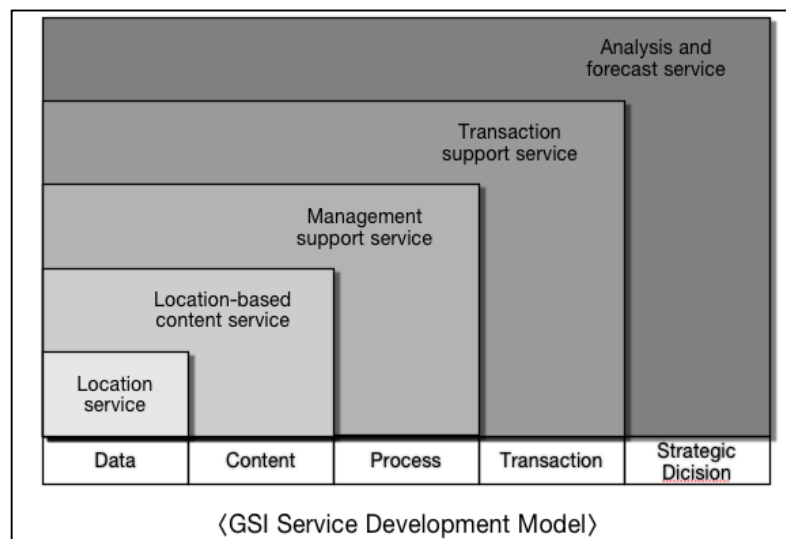 Analysis and
forecast service
Transaction
support service
Management
support service
Location-based
content service
Location
service
Data
Content
Process
Transaction
Strategic
Dicision
〈GSI Service Development Model〉